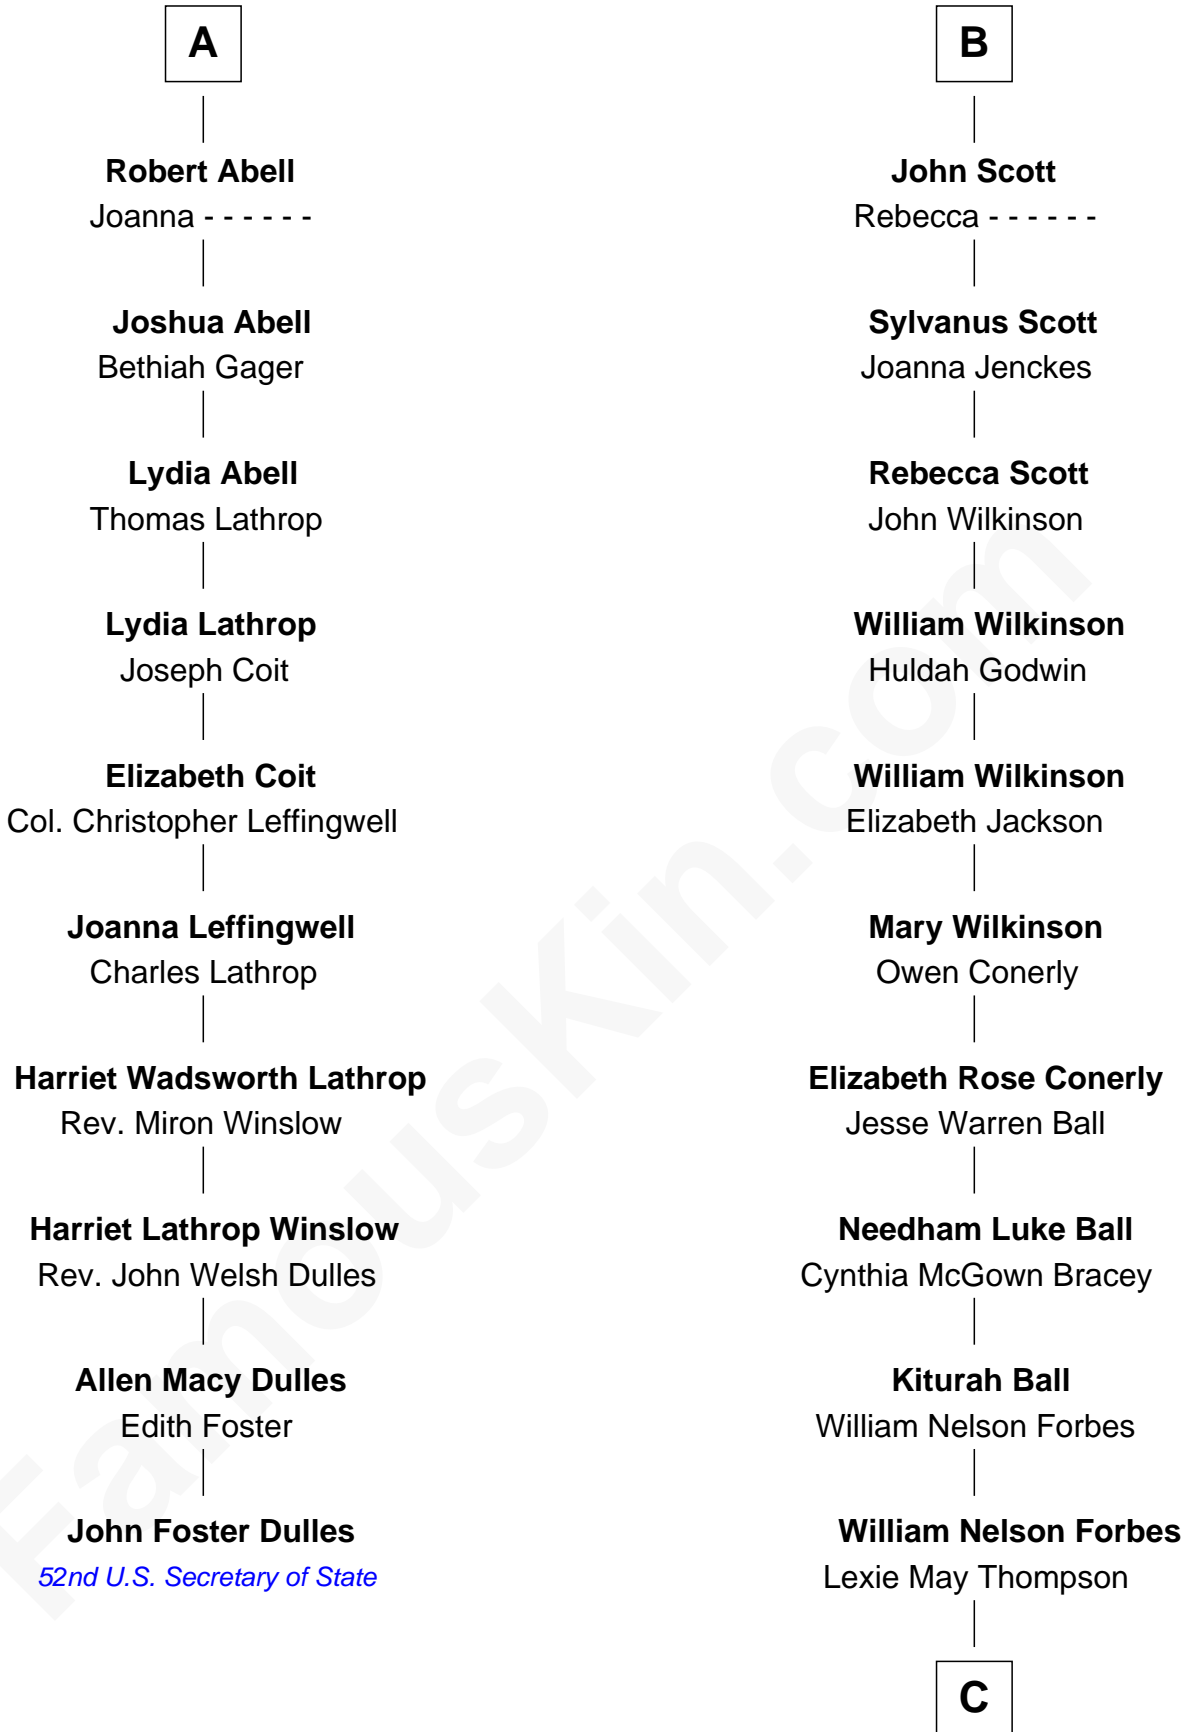 A
Robert Abell
Joanna - - - - - -
Joshua Abell
Bethiah Gager
Lydia Abell
Thomas Lathrop
Lydia Lathrop
Joseph Coit
Elizabeth Coit
Col. Christopher Leffingwell
Joanna Leffingwell
Charles Lathrop
Harriet Wadsworth Lathrop
Rev. Miron Winslow
Harriet Lathrop Winslow
Rev. John Welsh Dulles
Allen Macy Dulles
Edith Foster
John Foster Dulles
52nd U.S. Secretary of State
B
John Scott
Rebecca - - - - - -
Sylvanus Scott
Joanna Jenckes
Rebecca Scott
John Wilkinson
William Wilkinson
Huldah Godwin
William Wilkinson
Elizabeth Jackson
Mary Wilkinson
Owen Conerly
Elizabeth Rose Conerly
Jesse Warren Ball
Needham Luke Ball
Cynthia McGown Bracey
Kiturah Ball
William Nelson Forbes
William Nelson Forbes
Lexie May Thompson
C
FamousKin.com